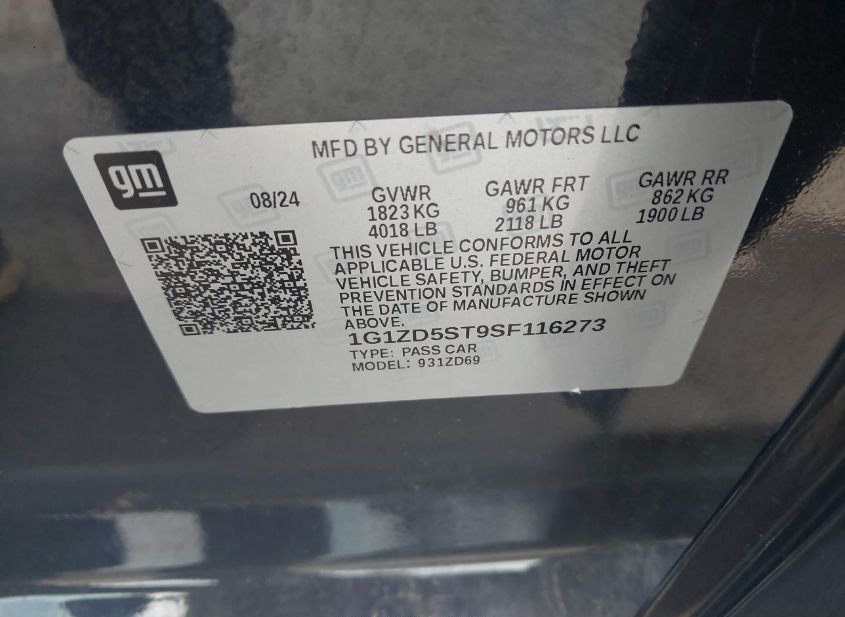 MFD BY GENERAL MOTORS LLC
gm
08/24
GVWR
1823 KG
4018 LB
GAWR FRT
961 KG
2118 LB
GAWR RR
862 KG
1900 LB
THIS VEHICLE CONFORMS TO ALL
APPLICABLE U.S. FEDERAL MOTOR
VEHICLE SAFETY, BUMPER, AND THEFT
PREVENTION STANDARDS IN EFFECT ON
THE DATE OF MANUFACTURE SHOWN
ABOVE.
1G1ZD5ST9SF116273
TYPE: PASS CAR
MODEL: 931ZD69